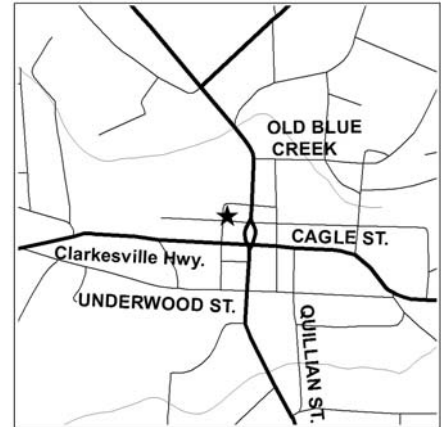 OLD BLUE
CREEK
CAGLE ST.
Clarkesville Hwy.
UNDERWOOD ST.
QUILLIAN ST.